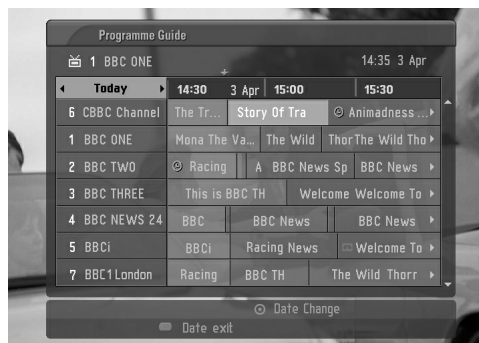 Programme Guide
1 BBC ONE 14:35 3 Apr
Today 14:30 3 Apr 15:00 15:30
6 CBBC Channel The Tr... Story Of Tra Animadness ...
1 BBC ONE Mona The Va... The Wild ThorThe Wild Tho
2 BBC TWO Racing A BBC News Sp BBC News
3 BBC THREE This is BBC TH Welcome Welcome To
4 BBC NEWS 24 BBC BBC News BBC News
5 BBCi BBCi Racing News Welcome To
7 BBC1 London Racing BBC TH The Wild Thorr
Date Change
Date exit